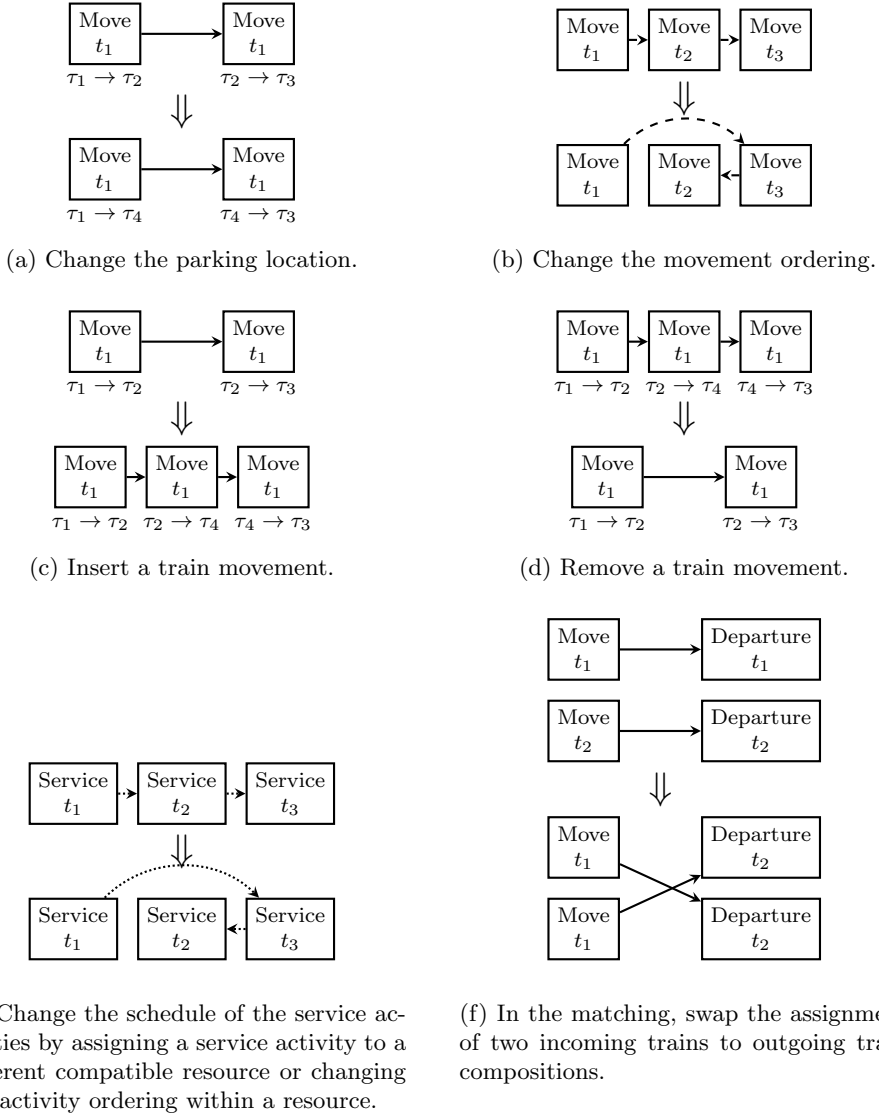 Move Move
t₁ t₁
τ₁ → τ₂ τ₂ → τ₃
⇓
Move Move
t₁ t₁
τ₁ → τ₄ τ₄ → τ₃
(a) Change the parking location.
Move Move Move
t₁ t₂ t₃
⇓
Move Move Move
t₁ t₂ t₃
(b) Change the movement ordering.
Move Move
t₁ t₁
τ₁ → τ₂ τ₂ → τ₃
⇓
Move Move Move
t₁ t₁ t₁
τ₁ → τ₂ τ₂ → τ₄ τ₄ → τ₃
(c) Insert a train movement.
Move Move Move
t₁ t₁ t₁
τ₁ → τ₂ τ₂ → τ₄ τ₄ → τ₃
⇓
Move Move
t₁ t₁
τ₁ → τ₂ τ₂ → τ₃
(d) Remove a train movement.
Service Service Service
t₁ t₂ t₃
⇓
Service Service Service
t₁ t₂ t₃
Change the schedule of the service ac-
by assigning a service activity to a
compatible resource or changing
activity ordering within a resource.
Move Departure
t₁ t₁
Move Departure
t₂ t₂
⇓
Move Departure
t₁ t₂
Move Departure
t₁ t₂
(f) In the matching, swap the
of two incoming trains to outgoing
compositions.